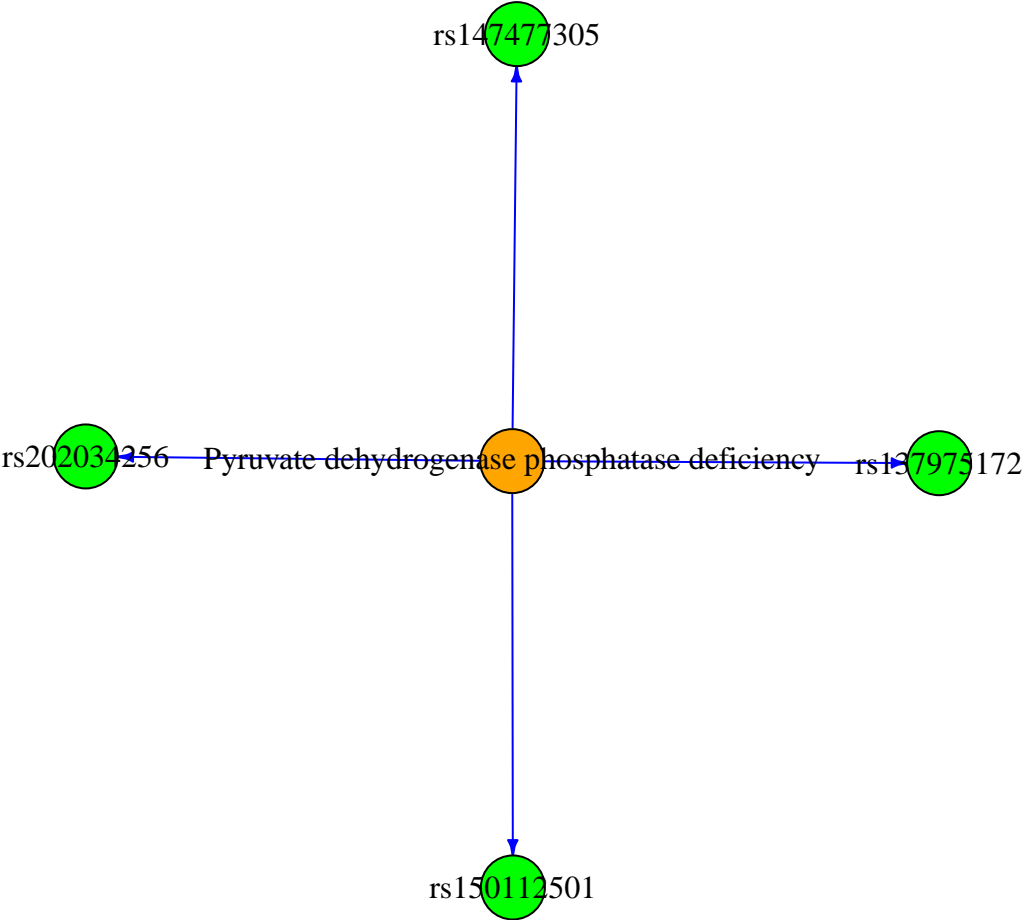 rs147477305
rs202034256
Pyruvate dehydrogenase phosphatase deficiency
rs137975172
rs150112501